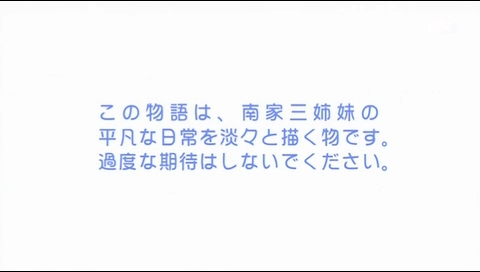 この物語は、南家三姉妹の
平凡な日常を淡々と描く物です。
過度な期待はしないでください。